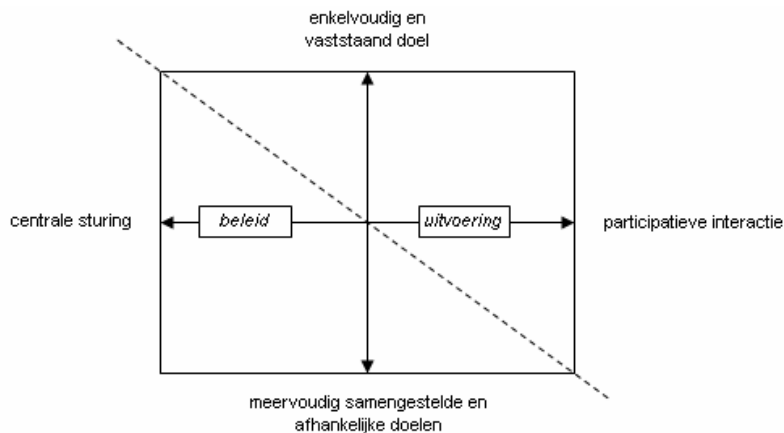 enkelvoudig en
vaststaand doel
centrale sturing
beleid
uitvoering
participatieve interactie
meervoudig samengestelde en
afhankelijke doelen